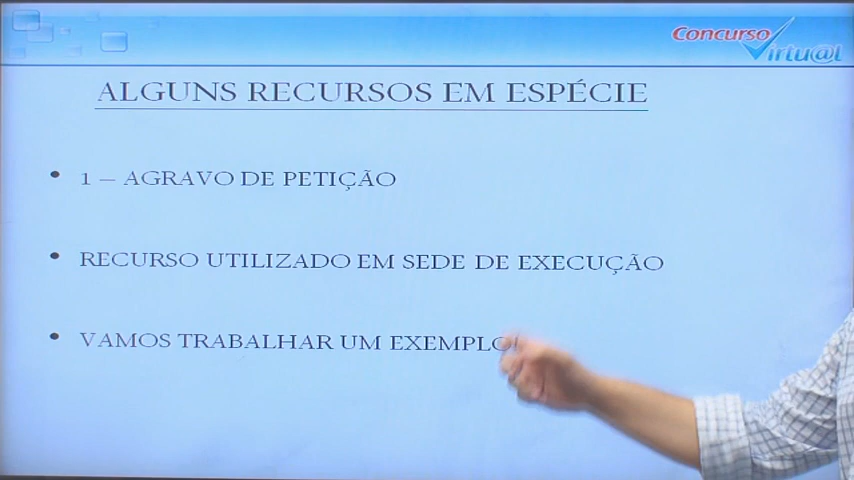 Concurso
Virtu@l
ALGUNS RECURSOS EM ESPÉCIE
• 1 – AGRAVO DE PETIÇÃO
• RECURSO UTILIZADO EM SEDE DE EXECUÇÃO
• VAMOS TRABALHAR UM EXEMPLO